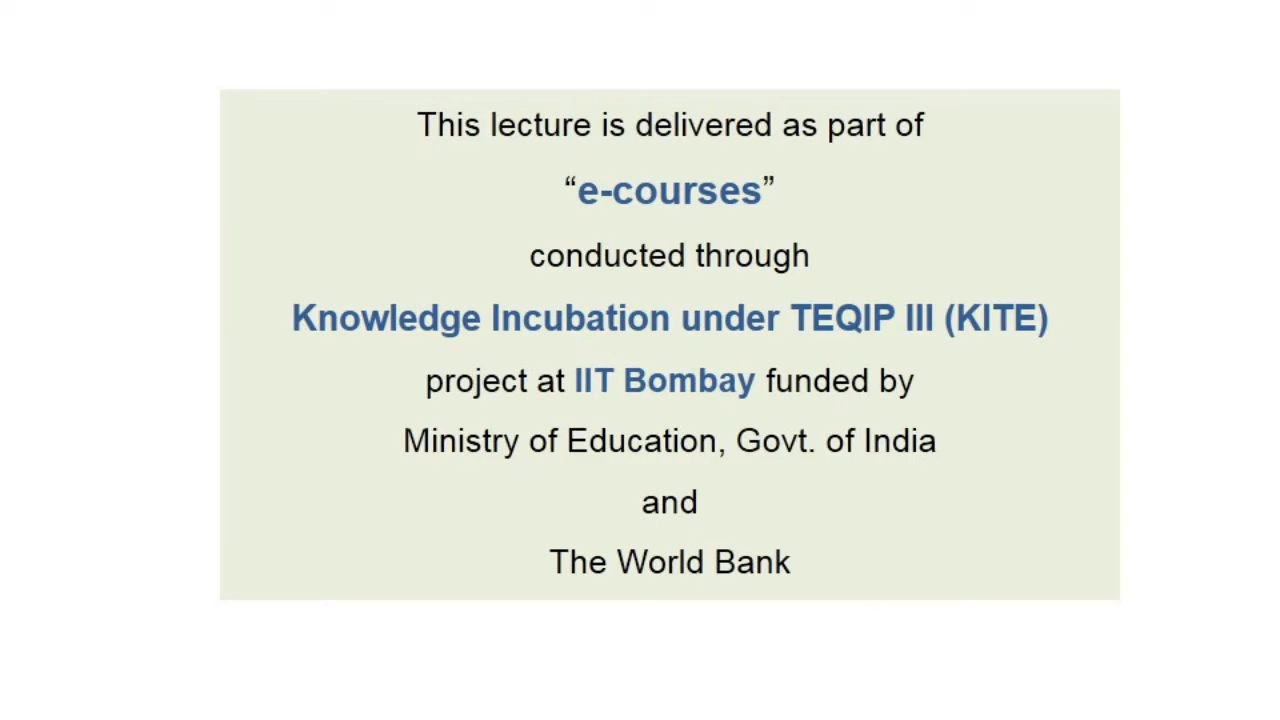 This lecture is delivered as part of
“e-courses”
conducted through
Knowledge Incubation under TEQIP III (KITE)
project at IIT Bombay funded by
Ministry of Education, Govt. of India
and
The World Bank